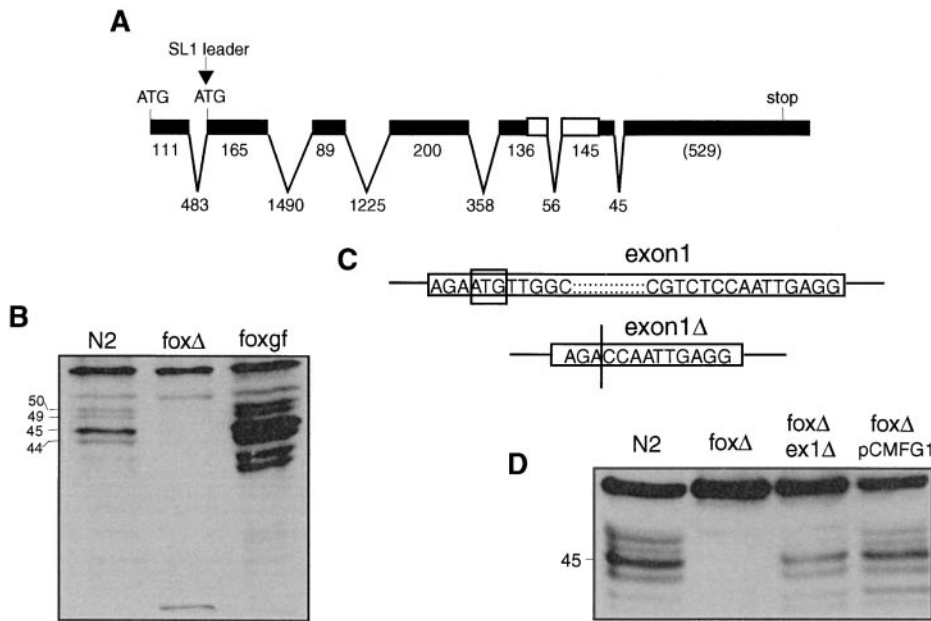 A
SL1 leader
ATG
ATG
stop
111
165
89
200
136
145
(529)
483
1490
1225
358
56
45
C
exon1
AGAATGTTGGC:::::::::::::CGTCTCCAATTGAGG
exon1Δ
AGACCAATTGAGG
B
N2
foxΔ
foxgf
50
49
45
44
D
N2
foxΔ
foxΔ
ex1Δ
foxΔ
pCMFG1
45